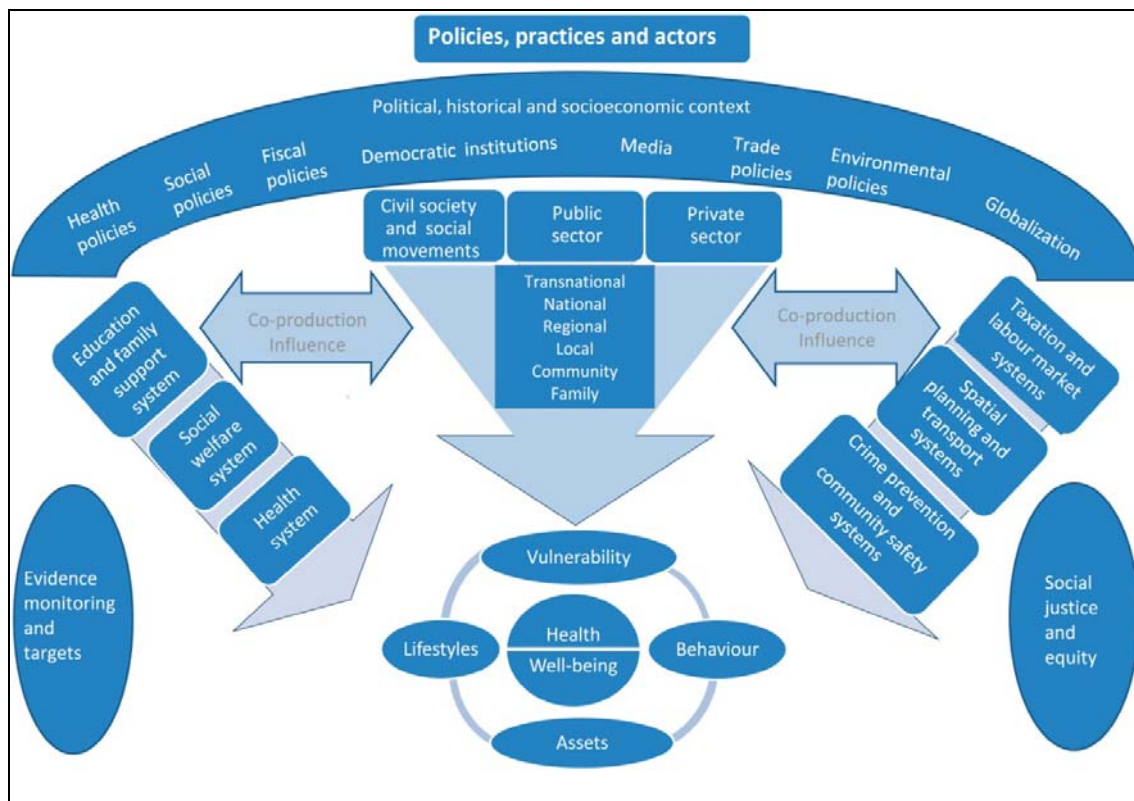 Policies, practices and actors
Political, historical and socioeconomic context
Health
policies
Social
policies
Fiscal
policies
Democratic institutions
Media
Trade
policies
Environmental
policies
Globalization
Civil society
and social
movements
Public
sector
Private
sector
Transnational
National
Regional
Local
Community
Family
Co-production
Influence
Co-production
Influence
Education
and family
support
system
Social
welfare
system
Health
system
Taxation and
labour market
systems
Spatial
planning and
transport
systems
Crime prevention
and
community safety
systems
Evidence
monitoring
and
targets
Vulnerability
Lifestyles
Health
Well-being
Behaviour
Assets
Social
justice
and
equity